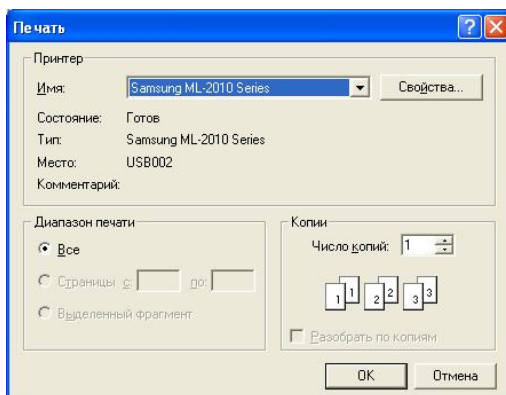 Печать
Принтер
Имя: Samsung ML-2010 Series Свойства...
Состояние: Готов
Тип: Samsung ML-2010 Series
Место: USB002
Комментарий:
Диапазон печати
Все
Страницы с: по:
Выделенный фрагмент
Копии
Число копий: 1
1 1 2 2 3 3
Разобрать по копиям
OK Отмена